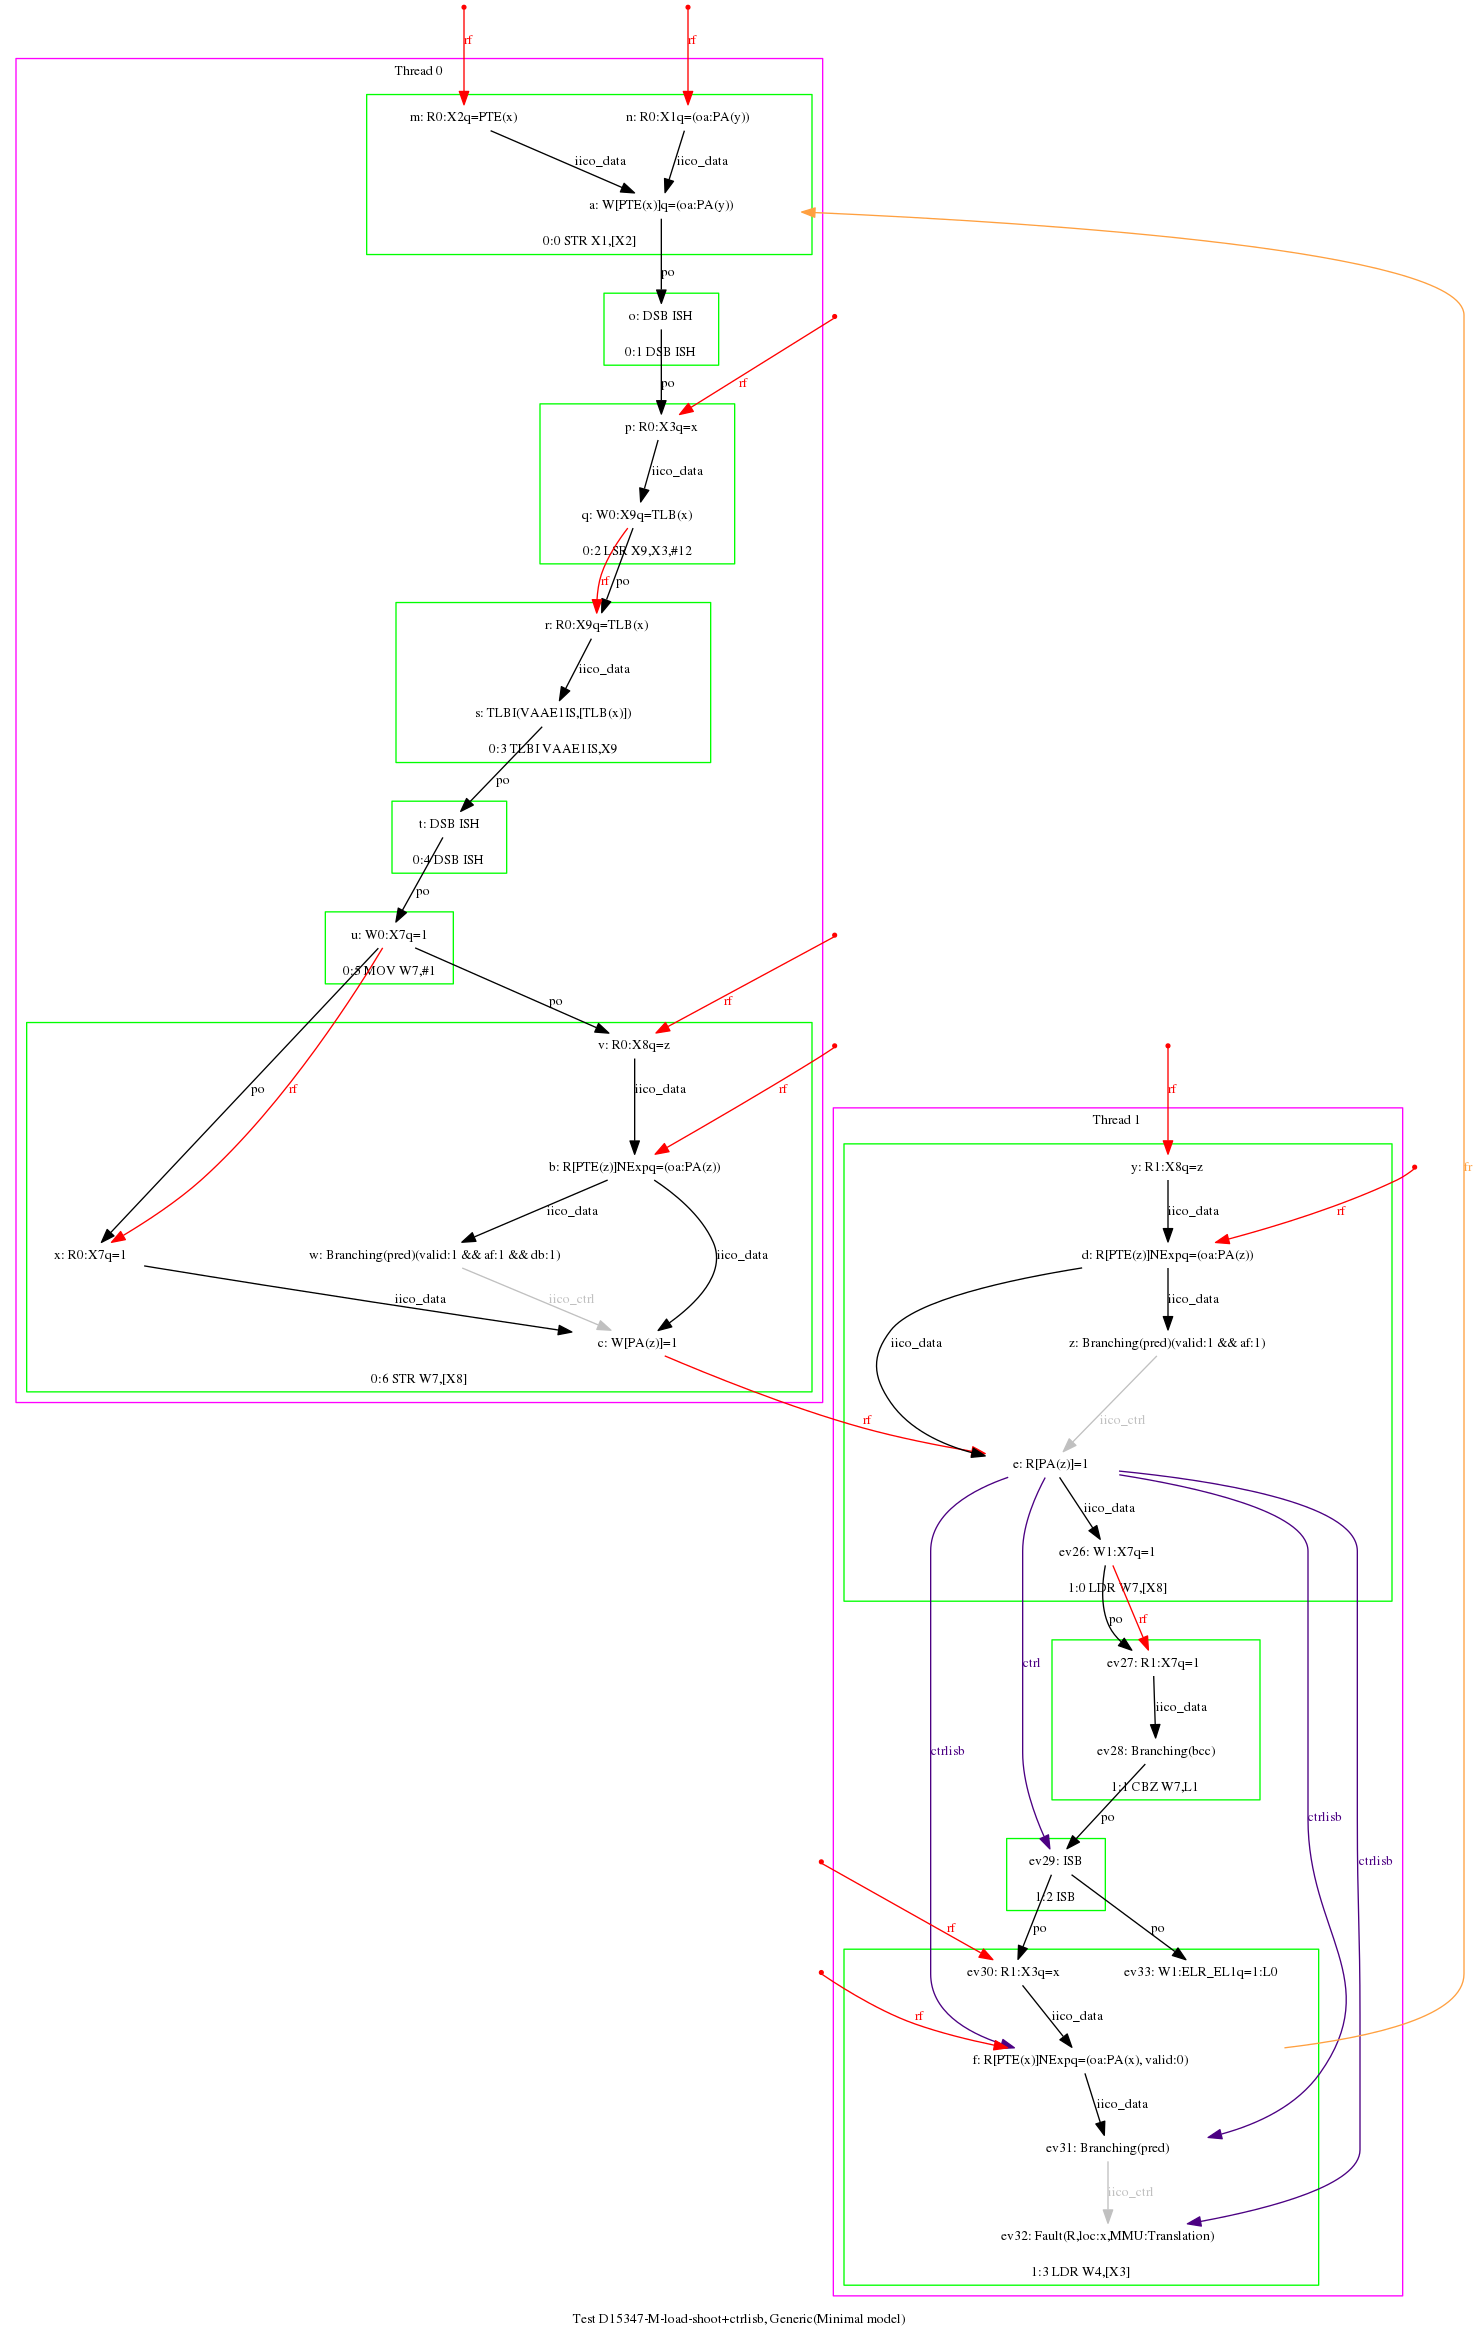 rf
rf
Thread 0
m: R0:X2q=PTE(x)
n: R0:X1q=(oa:PA(y))
iico_data
iico_data
a: W[PTE(x)]q=(oa:PA(y))
0:0 STR X1,[X2]
po
o: DSB ISH
0:1 DSB ISH
po
rf
p: R0:X3q=x
iico_data
q: W0:X9q=TLB(x)
0:2 LSR X9,X3,#12
rf
po
r: R0:X9q=TLB(x)
iico_data
s: TLBI(VAAE1IS,[TLB(x)])
0:3 TLBI VAAE1IS,X9
po
t: DSB ISH
0:4 DSB ISH
po
u: W0:X7q=1
0:5 MOV W7,#1
po
rf
v: R0:X8q=z
po
rf
iico_data
rf
b: R[PTE(z)]NExpq=(oa:PA(z))
iico_data
x: R0:X7q=1
w: Branching(pred)(valid:1 && af:1 && db:1)
iico_data
iico_data
iico_ctrl
c: W[PA(z)]=1
0:6 STR W7,[X8]
rf
rf
Thread 1
y: R1:X8q=z
fr
iico_data
rf
d: R[PTE(z)]NExpq=(oa:PA(z))
iico_data
iico_data
z: Branching(pred)(valid:1 && af:1)
iico_ctrl
e: R[PA(z)]=1
iico_data
ev26: W1:X7q=1
1:0 LDR W7,[X8]
po
rf
ctrl
ev27: R1:X7q=1
iico_data
ctrlisb
ev28: Branching(bcc)
1:1 CBZ W7,L1
po
ctrlisb
ev29: ISB
ctrlisb
1:2 ISB
rf
po
po
ev30: R1:X3q=x
ev33: W1:ELR_EL1q=1:L0
rf
iico_data
f: R[PTE(x)]NExpq=(oa:PA(x), valid:0)
iico_data
ev31: Branching(pred)
iico_ctrl
ev32: Fault(R,loc:x,MMU:Translation)
1:3 LDR W4,[X3]
Test D15347-M-load-shoot+ctrlisb, Generic(Minimal model)